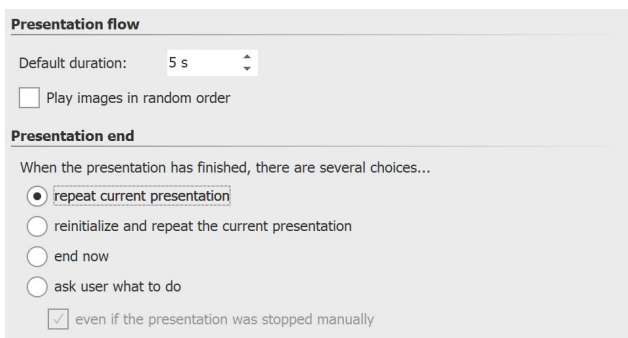 Presentation flow
Default duration: 5 s
Play images in random order
Presentation end
When the presentation has finished, there are several choices...
repeat current presentation
reinitialize and repeat the current presentation
end now
ask user what to do
even if the presentation was stopped manually